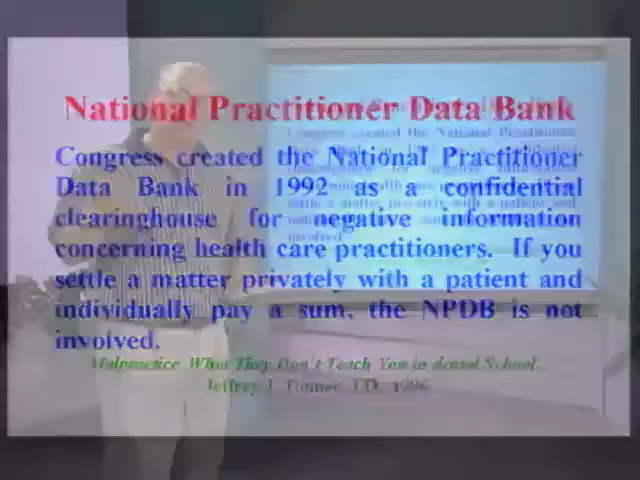 National Practitioner Data Bank
Congress created the National Practitioner
Data Bank in 1992 as a confidential
clearinghouse for negative information
concerning health care practitioners. If you
settle a matter privately with a patient and
individually pay a sum, the NPDB is not
involved.
Malpractice What They Don't Teach You in dental School,
Jeffrey J. J.D. 1996